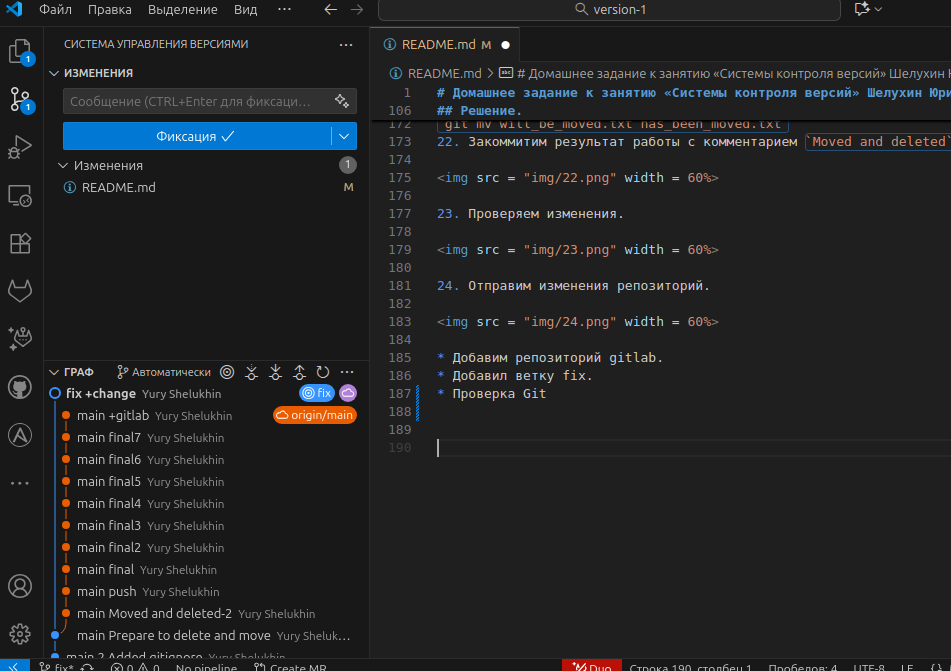 Файл Правка Выделение Вид ··· version-1
СИСТЕМА УПРАВЛЕНИЯ ВЕРСИЯМИ ···
ИЗМЕНЕНИЯ
Сообщение (CTRL+Enter для фиксаци...
Фиксация
Изменения 1
README.md M
ГРАФ Автоматически ···
fix +change Yury Shelukhin fix
main +gitlab Yury Shelukhin origin/main
main final7 Yury Shelukhin
main final6 Yury Shelukhin
main final5 Yury Shelukhin
main final4 Yury Shelukhin
main final3 Yury Shelukhin
main final2 Yury Shelukhin
main final Yury Shelukhin
main push Yury Shelukhin
main Moved and deleted-2 Yury Shelukhin
main Prepare to delete and move Yury Sheluk...
main 2 Added gitignore Yury Shelukhin
1
1
README.md M
README.md > # Домашнее задание к занятию «Системы контроля версий» Шелухин
1 # Домашнее задание к занятию «Системы контроля версий» Шелухин Юри
106 ## Решение.
172 git mv will_be_moved.txt has_been_moved.txt
173 22. Закоммитим результат работы с комментарием `Moved and deleted`
174
175 <img src = "img/22.png" width = 60%>
176
177 23. Проверяем изменения.
178
179 <img src = "img/23.png" width = 60%>
180
181 24. Отправим изменения репозиторий.
182
183 <img src = "img/24.png" width = 60%>
184
185 * Добавим репозиторий gitlab.
186 * Добавил ветку fix.
187 * Проверка Git
188
189
190
fix* 0 0 No pipeline Create MR Duo Строка 190, столбец 1 Пробелов: 4 UTF-8 LF {}